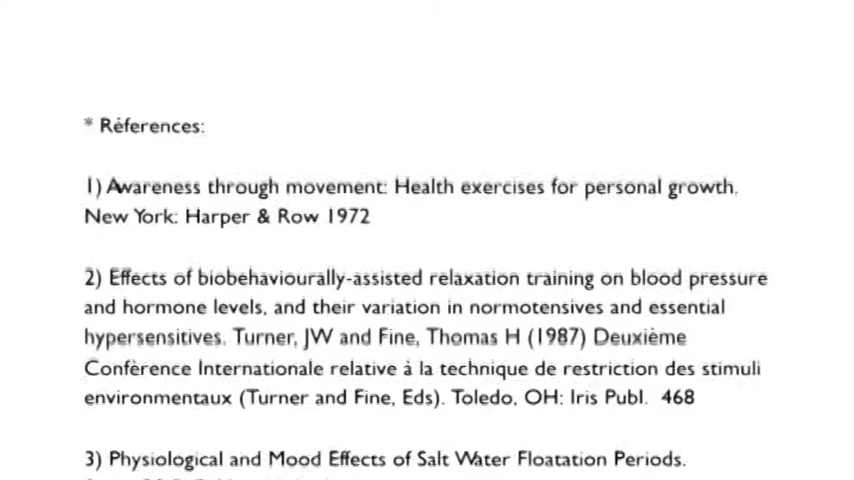 * Réferences:
1) Awareness through movement: Health exercises for personal growth.
New York: Harper & Row 1972
2) Effects of biobehaviourally-assisted relaxation training on blood pressure
and hormone levels, and their variation in normotensives and essential
hypersensitives. Turner, JW and Fine, Thomas H (1987) Deuxième
Conférence Internationale relative à la technique de restriction des stimuli
environmentaux (Turner and Fine, Eds). Toledo, OH: Iris Publ. 468
3) Physiological and Mood Effects of Salt Water Floatation Periods.